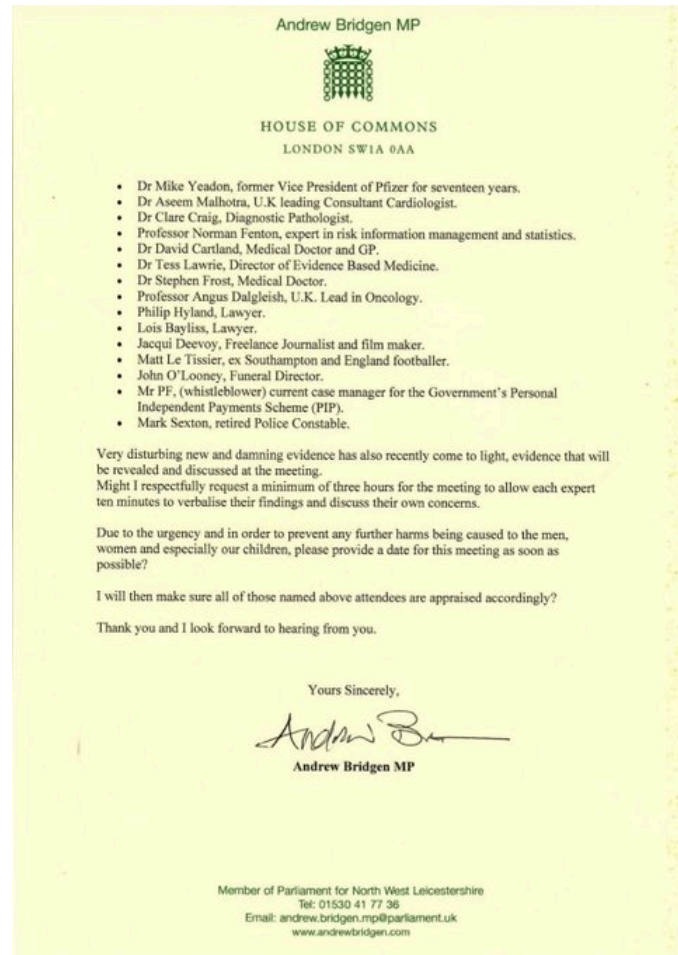 Andrew Bridgen MP
HOUSE OF COMMONS
LONDON SW1A 0AA
• Dr Mike Yeadon, former Vice President of Pfizer for seventeen years.
• Dr Aseem Malhotra, U.K leading Consultant Cardiologist.
• Dr Clare Craig, Diagnostic Pathologist.
• Professor Norman Fenton, expert in risk information management and statistics.
• Dr David Cartland, Medical Doctor and GP.
• Dr Tess Lawrie, Director of Evidence Based Medicine.
• Dr Stephen Frost, Medical Doctor.
• Professor Angus Dalgleish, U.K. Lead in Oncology.
• Philip Hyland, Lawyer.
• Lois Bayliss, Lawyer.
• Jacqui Deevoy, Freelance Journalist and film maker.
• Matt Le Tissier, ex Southampton and England footballer.
• John O'Looney, Funeral Director.
• Mr PF, (whistleblower) current case manager for the Government's Personal
Independent Payments Scheme (PIP).
• Mark Sexton, retired Police Constable.
Very disturbing new and damning evidence has also recently come to light, evidence that will
be revealed and discussed at the meeting.
Might I respectfully request a minimum of three hours for the meeting to allow each expert
ten minutes to verbalise their findings and discuss their own concerns.
Due to the urgency and in order to prevent any further harms being caused to the men,
women and especially our children, please provide a date for this meeting as soon as
possible?
I will then make sure all of those named above attendees are appraised accordingly?
Thank you and I look forward to hearing from you.
Yours Sincerely,
Andrew B
Andrew Bridgen MP
Member of Parliament for North West Leicestershire
Tel: 01530 41 77 36
Email: andrew.bridgen.mp@parliament.uk
www.andrewbridgen.com